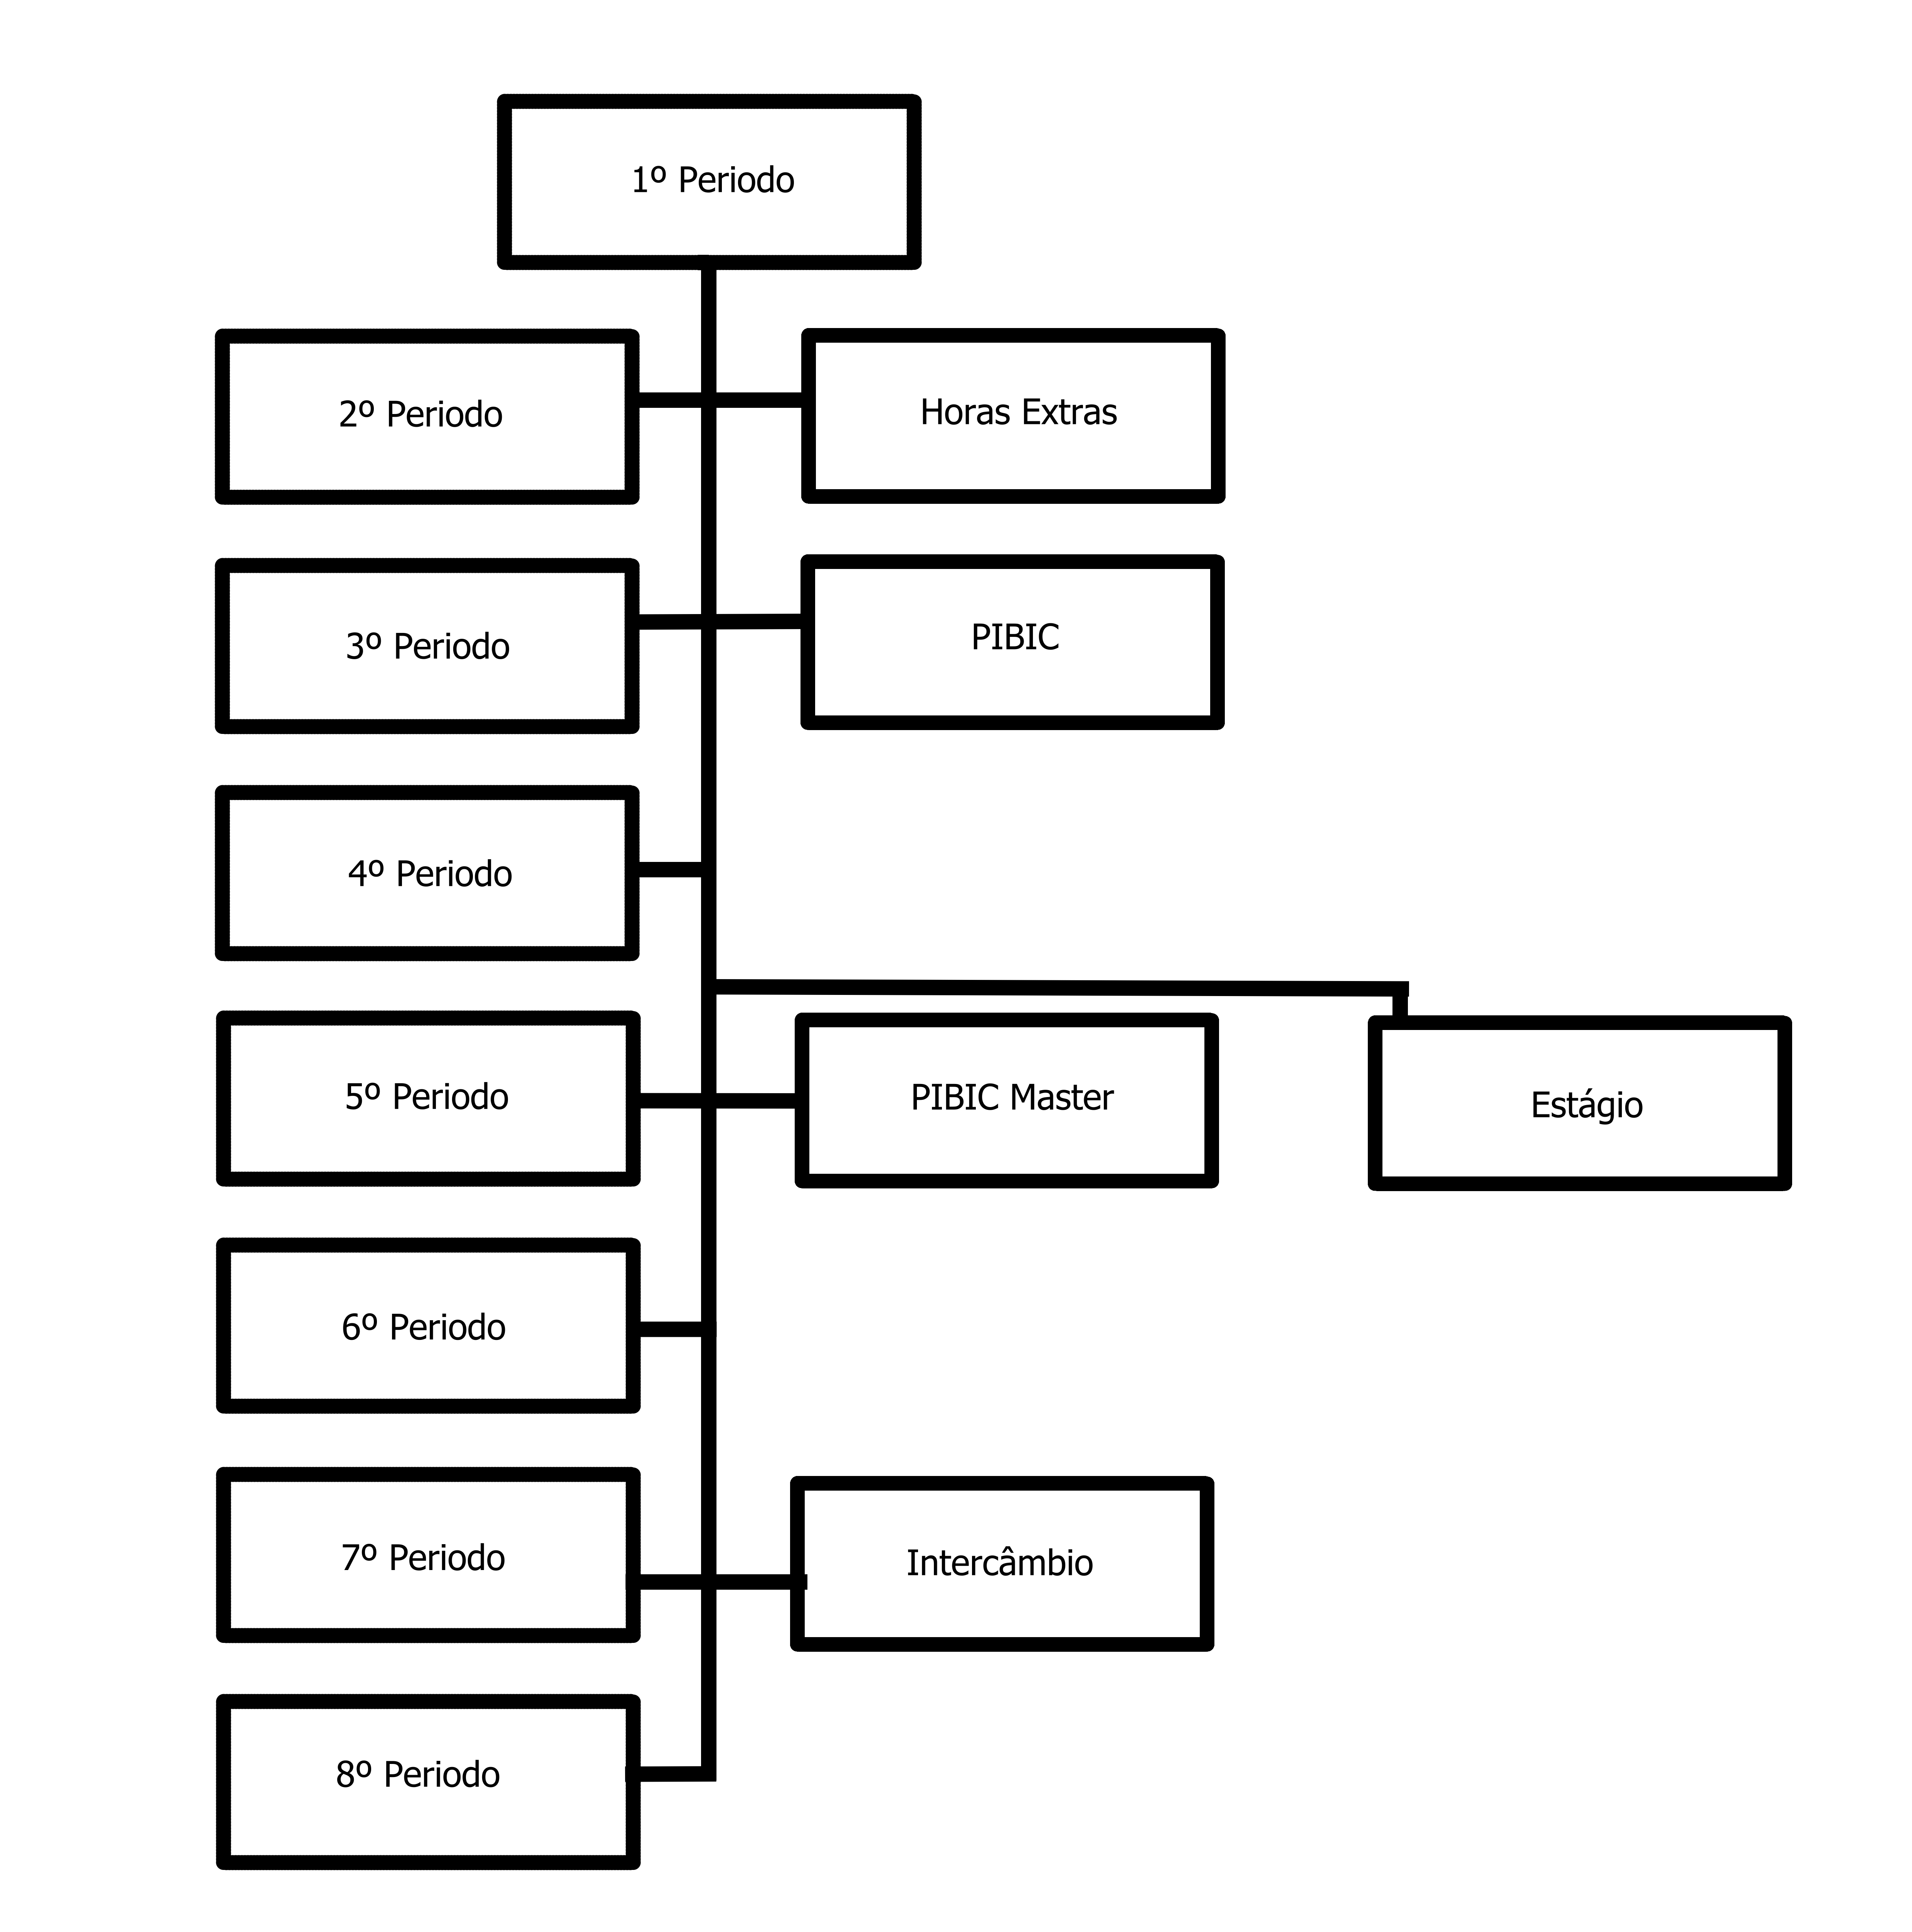 1º Periodo
2º Periodo
Horas Extras
3º Periodo
PIBIC
4º Periodo
5º Periodo
PIBIC Master
Estágio
6º Periodo
7º Periodo
Intercâmbio
8º Periodo